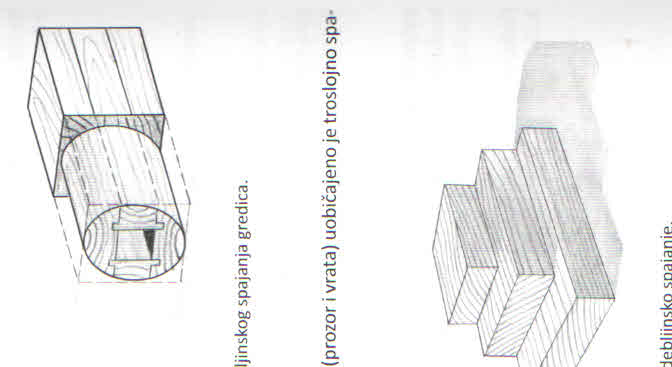 ljinskog spajanja gredica.
(prozor i vrata) uobičajeno je troslojno spa-
debljinsko spajanje.